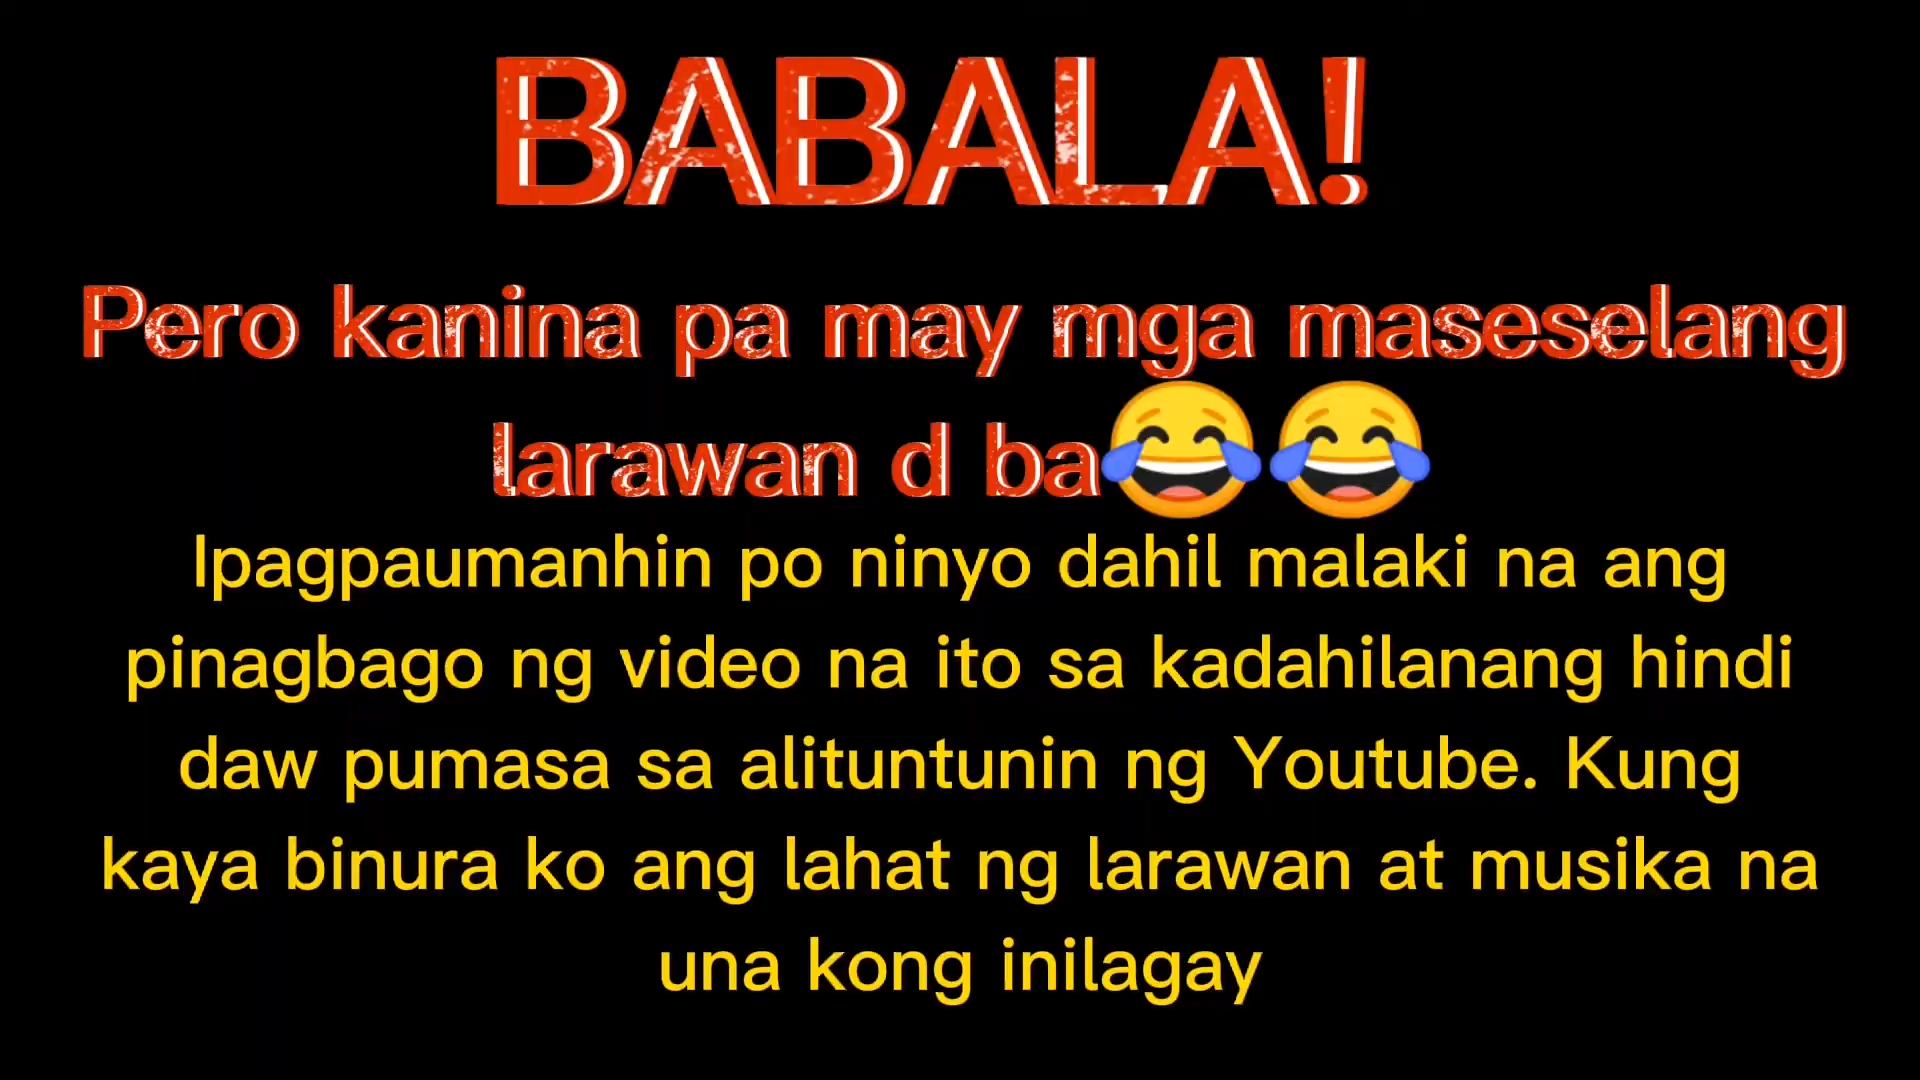 BABALA!
Pero kanina pa may mga maseselang
larawan d ba😂😂
Ipagpaumanhin po ninyo dahil malaki na ang
pinagbago ng video na ito sa kadahilanang hindi
daw pumasa sa alituntunin ng Youtube. Kung
kaya binura ko ang lahat ng larawan at musika na
una kong inilagay